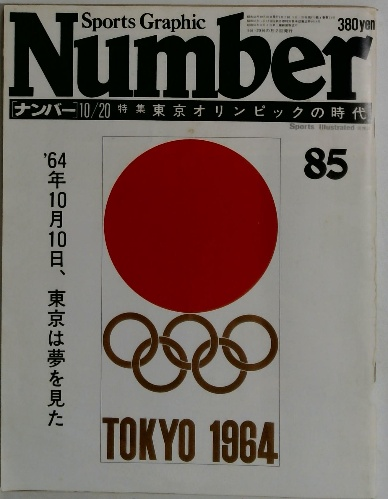 Sports Graphic
Number
380yen
ナンバー 10/20 特集 東京オリンピックの時代
Sports Illustrated
85
'64年10月10日、東京は夢を見た
TOKYO 1964